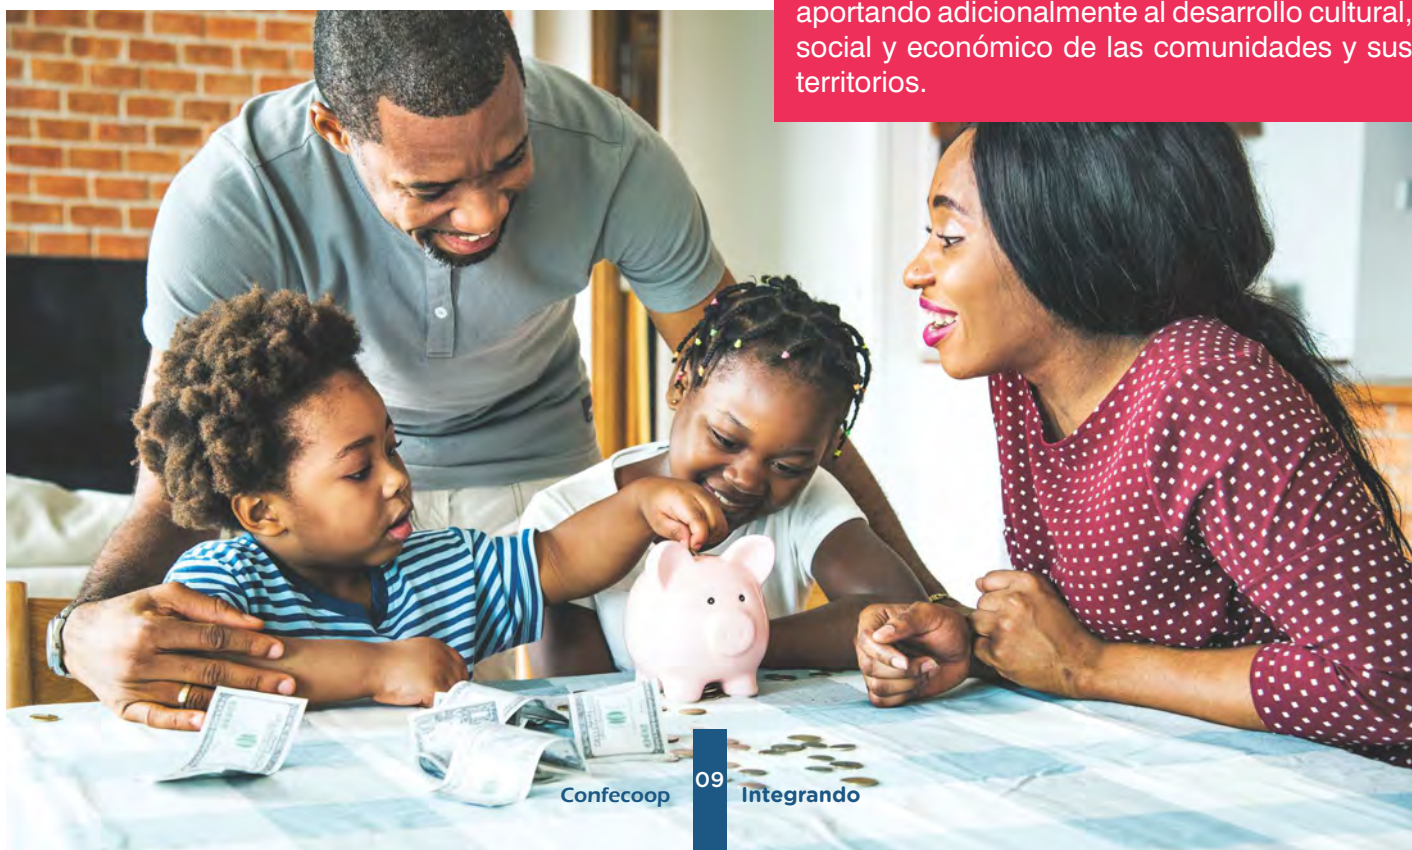 aportando adicionalmente al desarrollo cultural,
social y económico de las comunidades y sus
territorios.
Confecoop 09 Integrando